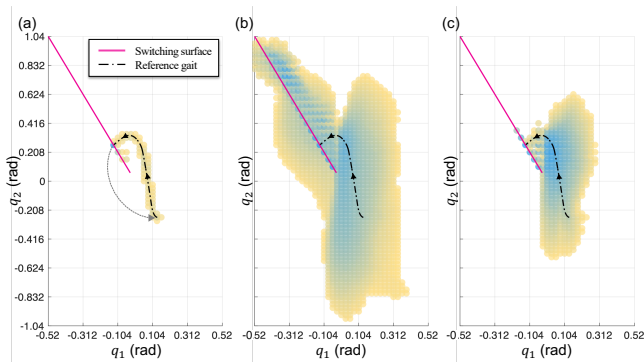 (a) (b) (c)
Switching surface
Reference gait
1.04
0.832
0.624
0.416
0.208
0
-0.208
-0.416
-0.624
-0.832
-1.04
q₂ (rad) q₂ (rad) q₂ (rad)
-0.52 -0.312 -0.104 0.104 0.312 0.52 -0.52 -0.312 -0.104 0.104 0.312 0.52 -0.52 -0.312 -0.104 0.104 0.312 0.52
q₁ (rad) q₁ (rad) q₁ (rad)